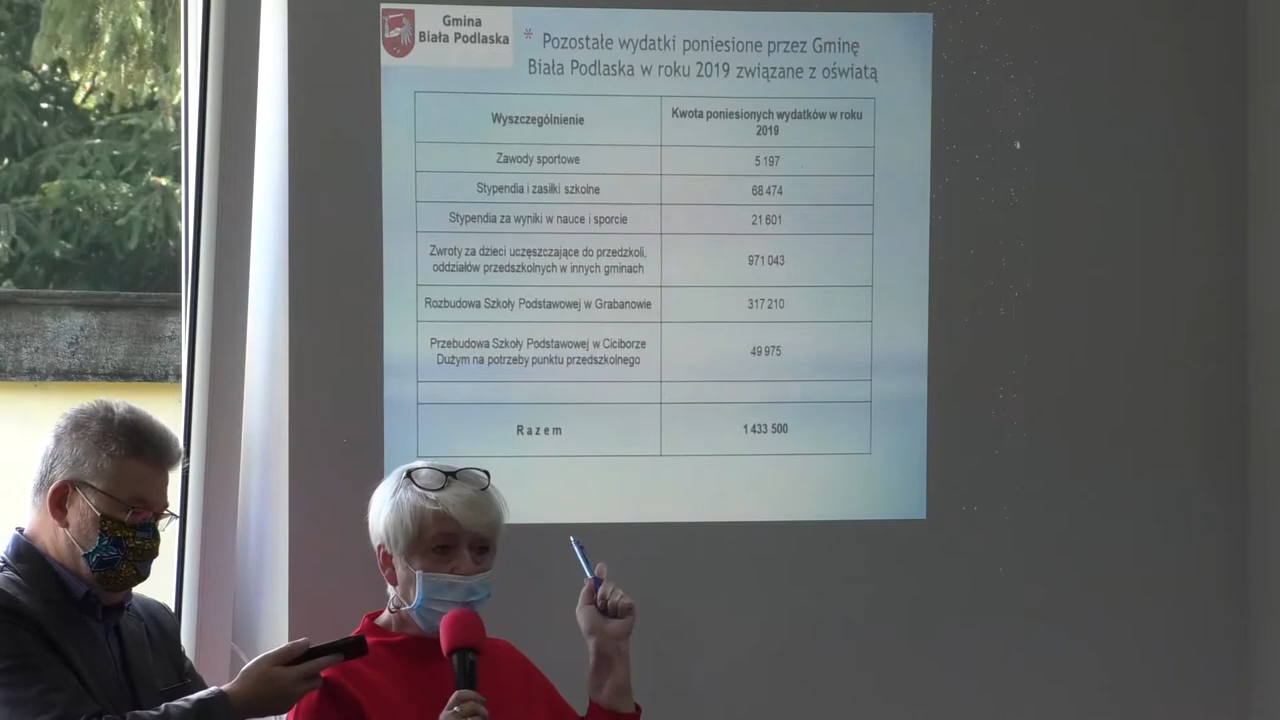 Gmina
Biała Podlaska
* Pozostałe wydatki poniesione przez Gminę
Biała Podlaska w roku 2019 związane z oświatą
Wyszczególnienie
Kwota poniesionych wydatków w roku
2019
Zawody sportowe
5 197
Stypendia i zasiłki szkolne
68 474
Stypendia za wyniki w nauce i sporcie
21 601
Zwroty za dzieci uczęszczające do przedzkoli,
oddziałów przedszkolnych w innych gminach
971 043
Rozbudowa Szkoły Podstawowej w Grabanowie
317 210
Przebudowa Szkoły Podstawowej w Ciciborze
Dużym na potrzeby punktu przedszkolnego
49 975
R a z e m
1 433 500